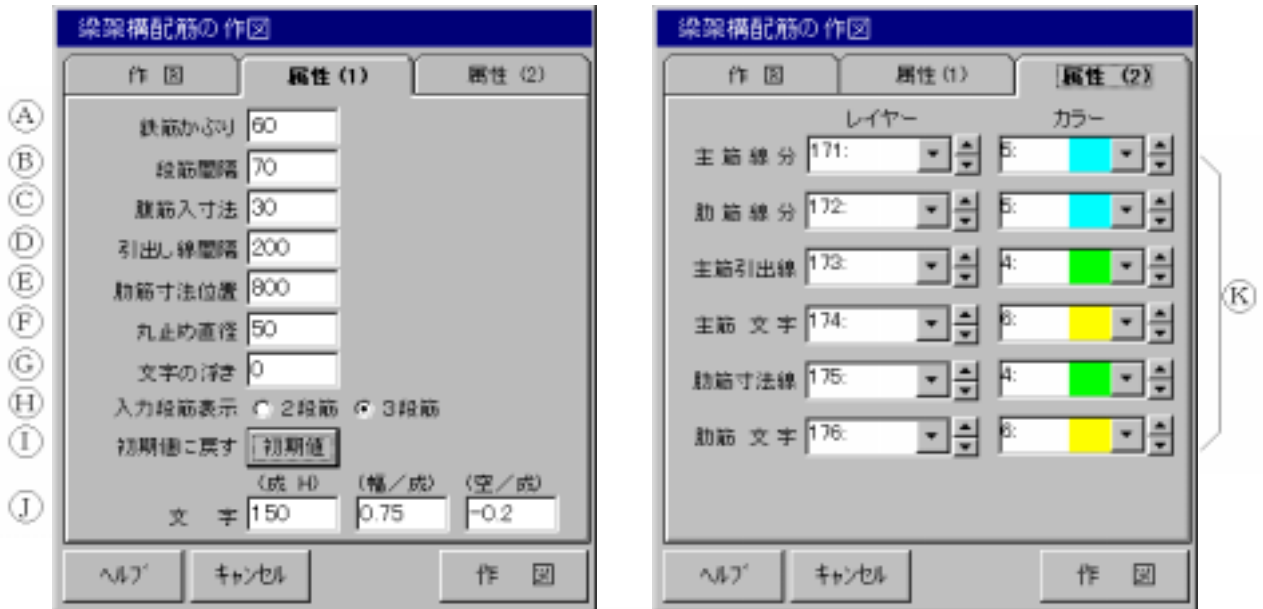 梁架構配筋の作図
作 図 属性 (1) 属性 (2)
Ⓐ 鉄筋かぶり 60
Ⓑ 段筋間隔 70
Ⓒ 腹筋入寸法 30
Ⓓ 引出し線間隔 200
Ⓔ 肋筋寸法位置 800
Ⓕ 丸止め直径 50
Ⓖ 文字の浮き 0
Ⓗ 入力段筋表示 2段筋 3段筋
Ⓘ 初期値に戻す 初期値
(成 H) (幅/成) (空/成)
Ⓙ 文 字 150 0.75 -0.2
ヘルプ キャンセル 作 図
梁架構配筋の作図
作 図 属性 (1) 属性 (2)
レイヤー カラー
主 筋 線 分 171: 5:
肋 筋 線 分 172: 5:
主筋引出線 173: 4:
主筋 文 字 174: 6:
肋筋寸法線 175: 4:
肋筋 文 字 176: 6:
Ⓚ
ヘルプ キャンセル 作 図